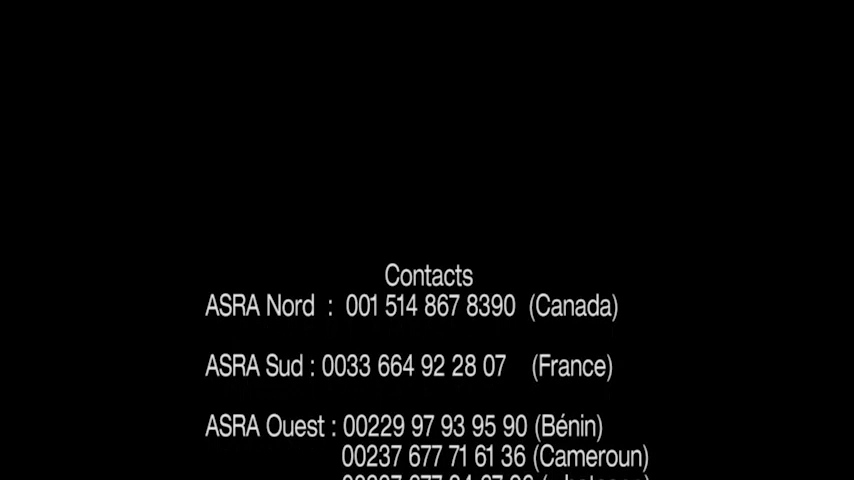 Contacts
ASRA Nord : 001 514 867 8390 (Canada)
ASRA Sud : 0033 664 92 28 07 (France)
ASRA Ouest : 00229 97 93 95 90 (Bénin)
00237 677 71 61 36 (Cameroun)